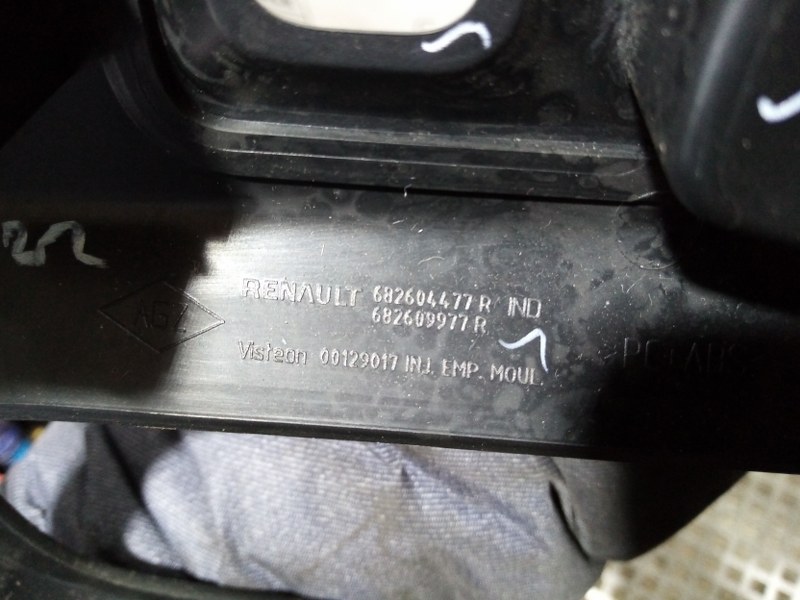 RENAULT 682604477 R IND
682609977 R
Visteon 00129017 INJ. EMP. MOUL.